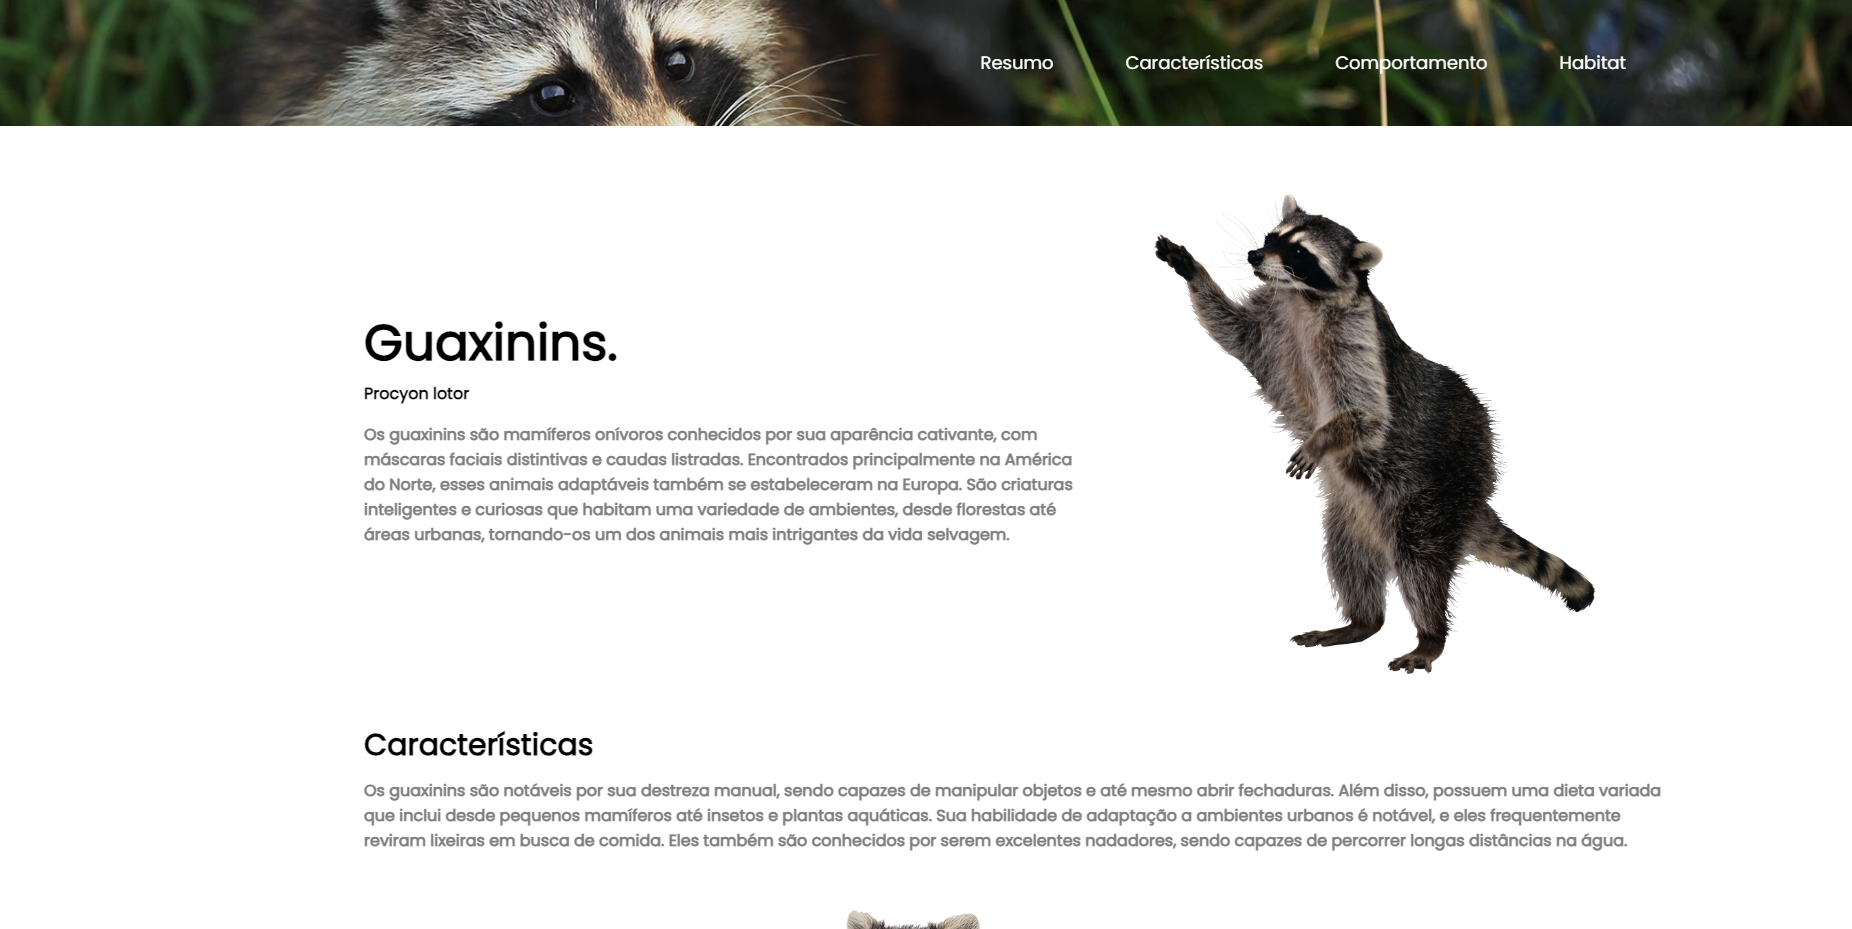 Resumo Características Comportamento Habitat
Guaxinins.
Procyon lotor
Os guaxinins são mamíferos onívoros conhecidos por sua aparência cativante, com
máscaras faciais distintivas e caudas listradas. Encontrados principalmente na América
do Norte, esses animais adaptáveis também se estabeleceram na Europa. São criaturas
inteligentes e curiosas que habitam uma variedade de ambientes, desde florestas até
áreas urbanas, tornando-os um dos animais mais intrigantes da vida selvagem.
Características
Os guaxinins são notáveis por sua destreza manual, sendo capazes de manipular objetos e até mesmo abrir fechaduras. Além disso, possuem uma dieta variada
que inclui desde pequenos mamíferos até insetos e plantas aquáticas. Sua habilidade de adaptação a ambientes urbanos é notável, e eles frequentemente
reviram lixeiras em busca de comida. Eles também são conhecidos por serem excelentes nadadores, sendo capazes de percorrer longas distâncias na água.